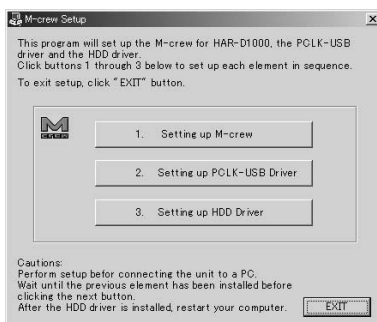 M-crew Setup
This program will set up the M-crew for HAR-D1000, the PCLK-USB
driver and the HDD driver.
Click buttons 1 through 3 below to set up each element in sequence.
To exit setup, click "EXIT" button.
M
crew
1. Setting up M-crew
2. Setting up PCLK-USB Driver
3. Setting up HDD Driver
Cautions:
Perform setup befor connecting the unit to a PC.
Wait until the previous element has been installed before
clicking the next button.
After the HDD driver is installed, restart your computer.
EXIT